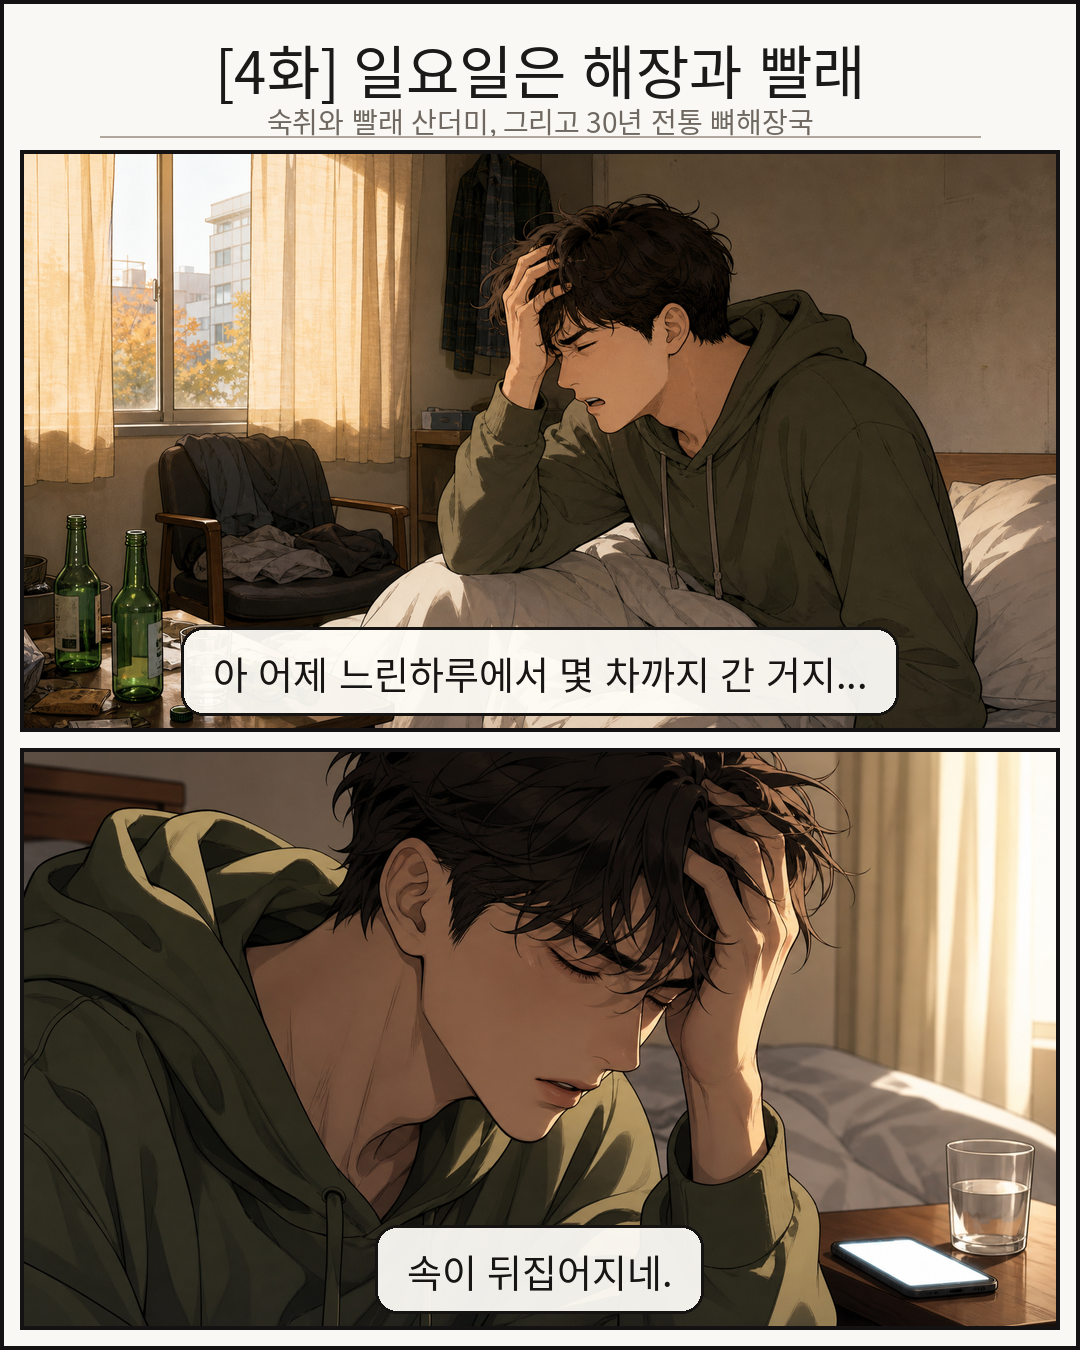 [4화] 일요일은 해장과 빨래
숙취와 빨래 산더미, 그리고 30년 전통 뼈해장국
아 어제 느린하루에서 몇 차까지 간 거지...
속이 뒤집어지네.